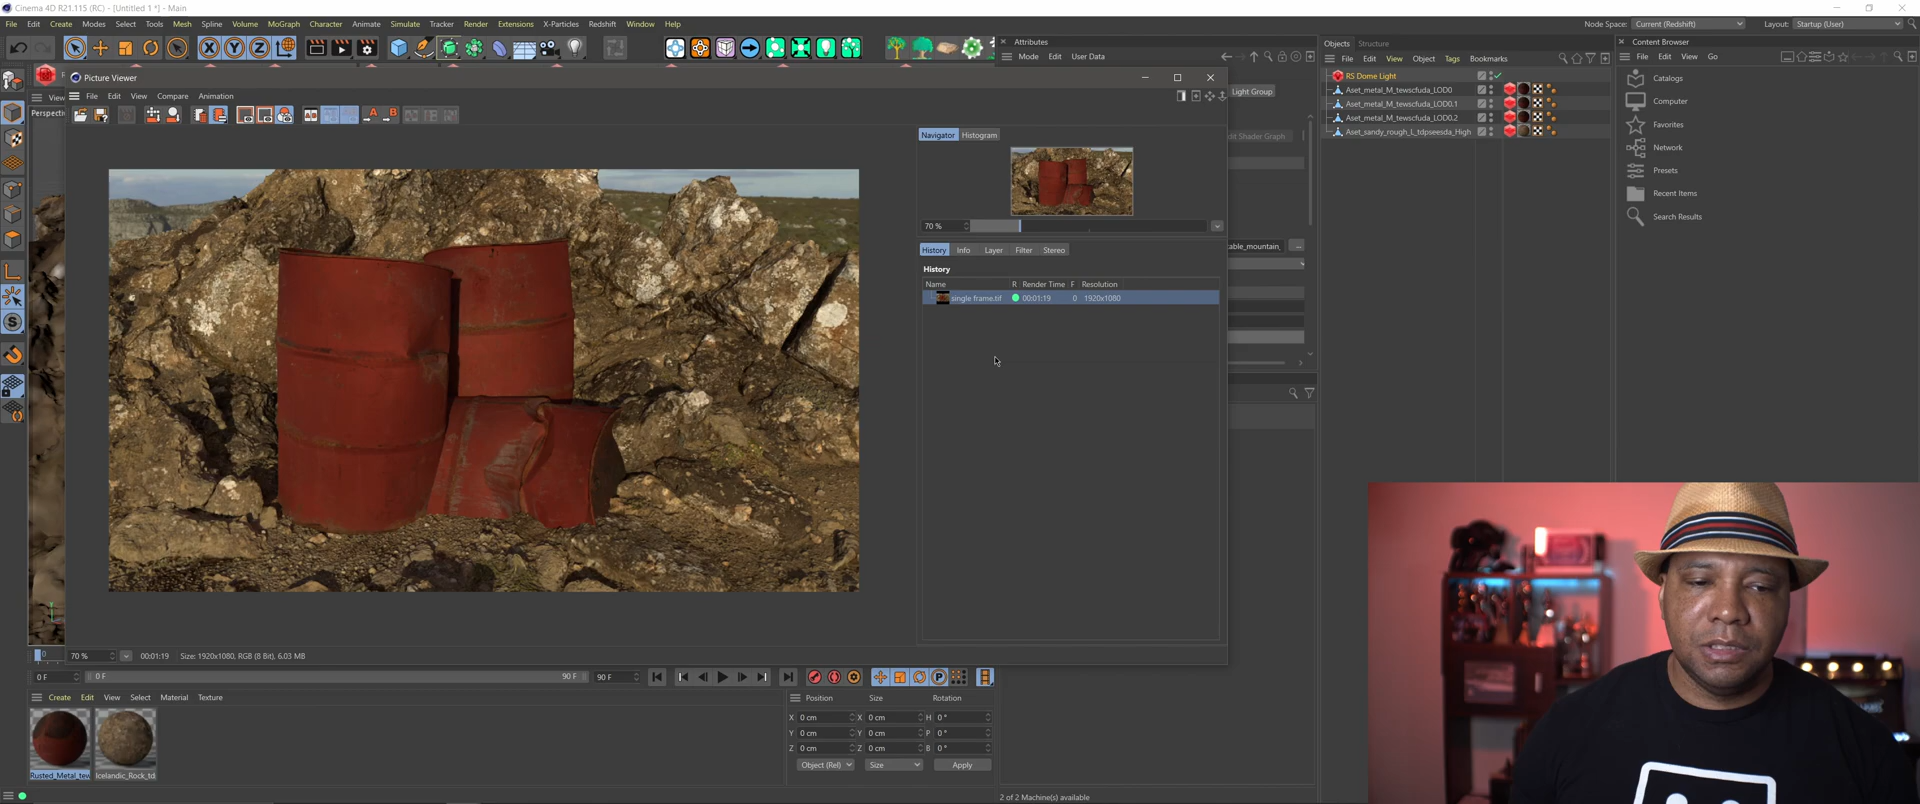 Cinema 4D R21.115 (RC) - [Untitled 1 *] - Main
File Edit Create Modes Select Tools Mesh Spline Volume MoGraph Character Animate Simulate Tracker Render Extensions X-Particles Redshift Window Help
Node Space: Current (Redshift) Layout: Startup (User)
Attributes
Mode Edit User Data
Objects Structure
File Edit View Object Tags Bookmarks
Content Browser
File Edit View Go
Picture Viewer
File Edit View Compare Animation
View
Perspecti
Light Group
RS Dome Light
Aset_metal_M_tewscfuda_LOD0
Aset_metal_M_tewscfuda_LOD0.1
Aset_metal_M_tewscfuda_LOD0.2
Aset_sandy_rough_L_tdpseesda_High
Catalogs
Computer
Favorites
Network
Presets
Recent Items
Search Results
Navigator Histogram
dit Shader Graph
70 %
History Info Layer Filter Stereo
table_mountain_
History
Name R Render Time F Resolution
single frame.tif 00:01:19 0 1920x1080
70 % 00:01:19 Size: 1920x1080, RGB (8 Bit), 6.03 MB
0
0 F 0 F 90 F 90 F
Create Edit View Select Material Texture
Position Size Rotation
X 0 cm X 0 cm H 0 °
Y 0 cm Y 0 cm P 0 °
Z 0 cm Z 0 cm B 0 °
Object (Rel) Size Apply
Rusted_Metal_tew Icelandic_Rock_td
2 of 2 Machine(s) available